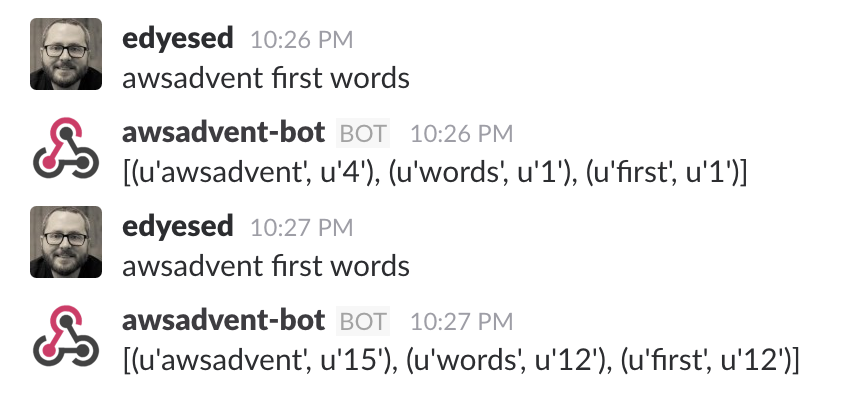 edyesed 10:26 PM
awsadvent first words
awsadvent-bot BOT 10:26 PM
[(u'awsadvent', u'4'), (u'words', u'1'), (u'first', u'1')]
edyesed 10:27 PM
awsadvent first words
awsadvent-bot BOT 10:27 PM
[(u'awsadvent', u'15'), (u'words', u'12'), (u'first', u'12')]